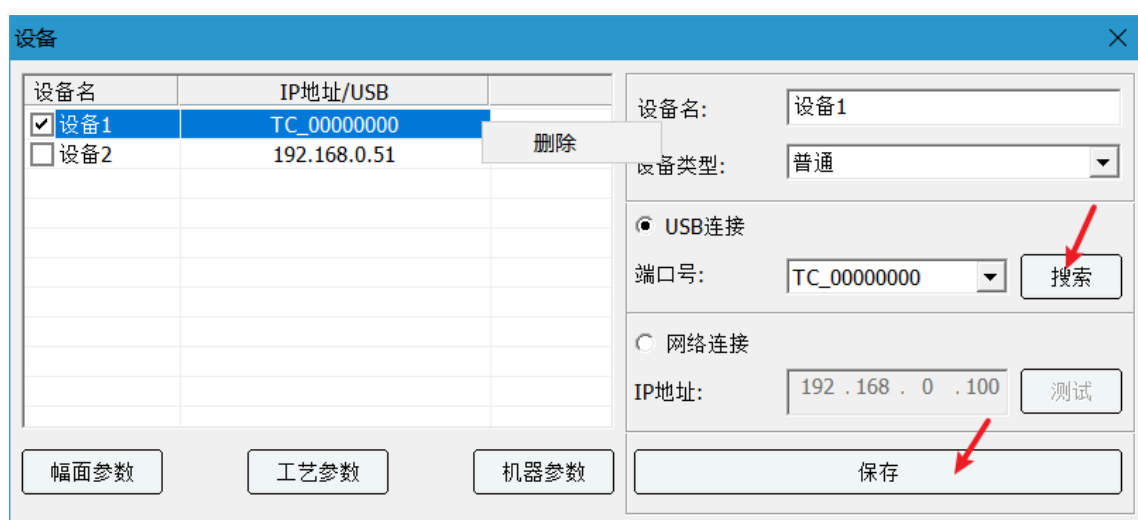 设备
设备名 IP地址/USB
设备1 TC_00000000
设备2 192.168.0.51
删除
设备名: 设备1
设备类型: 普通
USB连接
端口号: TC_00000000 搜索
网络连接
IP地址: 192 . 168 . 0 . 100 测试
幅面参数 工艺参数 机器参数 保存